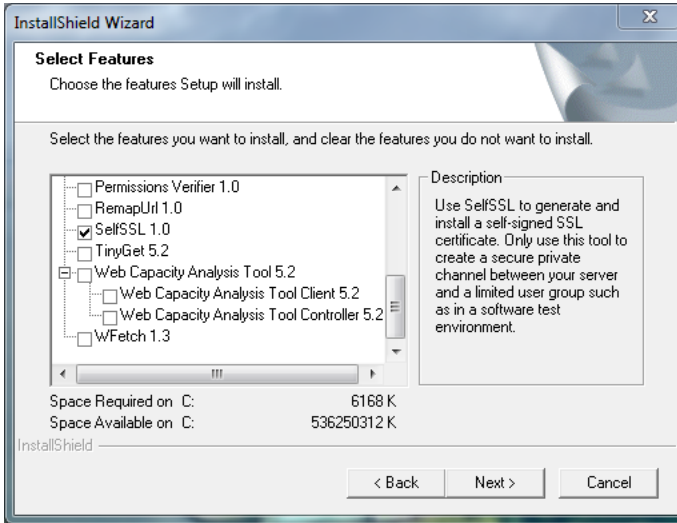 InstallShield Wizard
Select Features
Choose the features Setup will install.
Select the features you want to install, and clear the features you do not want to install.
Permissions Verifier 1.0
RemapUrl 1.0
SelfSSL 1.0
TinyGet 5.2
Web Capacity Analysis Tool 5.2
Web Capacity Analysis Tool Client 5.2
Web Capacity Analysis Tool Controller 5.2
WFetch 1.3
Description
Use SelfSSL to generate and
install a self-signed SSL
certificate. Only use this tool to
create a secure private
channel between your server
and a limited user group such
as in a software test
environment.
Space Required on C: 6168 K
Space Available on C: 536250312 K
InstallShield
< Back Next > Cancel